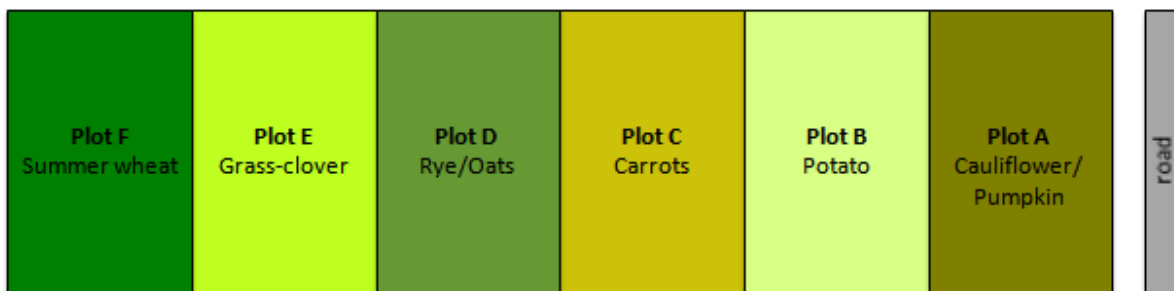 Plot F
Summer wheat
Plot E
Grass-clover
Plot D
Rye/Oats
Plot C
Carrots
Plot B
Potato
Plot A
Cauliflower/
Pumpkin
road